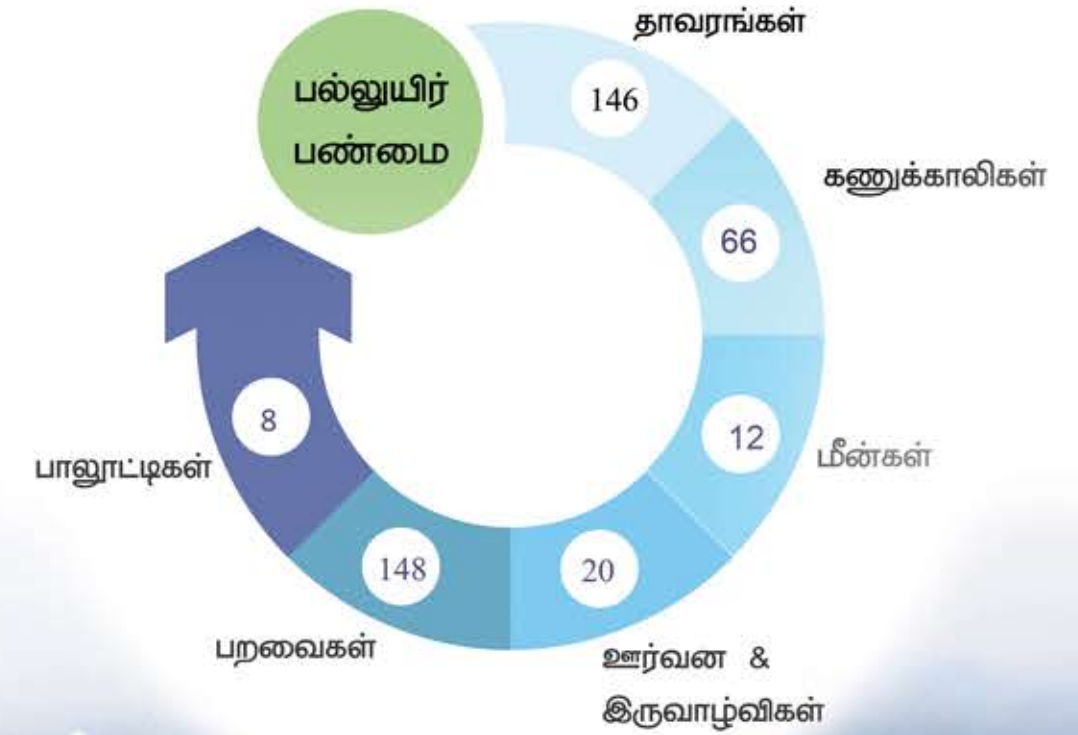 பல்லுயிர்
பண்மை
தாவரங்கள்
146
கணுக்காலிகள்
66
மீன்கள்
12
ஊர்வன &
இருவாழ்விகள்
20
பறவைகள்
148
பாலூட்டிகள்
8